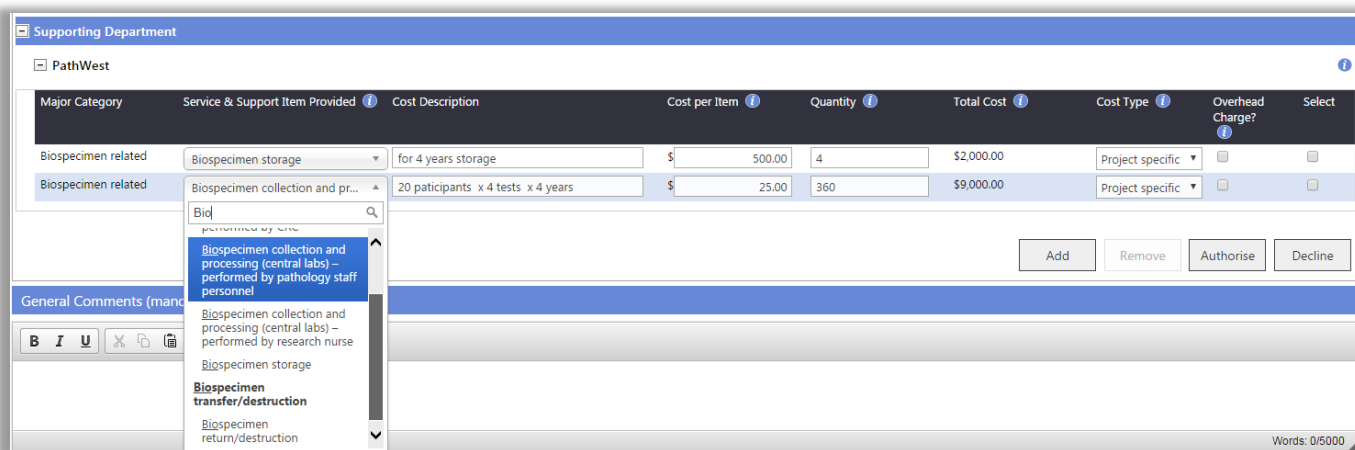 Supporting Department
PathWest
Major Category Service & Support Item Provided Cost Description Cost per Item Quantity Total Cost Cost Type Overhead Charge? Select
Biospecimen related Biospecimen storage for 4 years storage $ 500.00 4 $2,000.00 Project specific
Biospecimen related Biospecimen collection and pr... 20 paticipants x 4 tests x 4 years $ 25.00 360 $9,000.00 Project specific
Bio
performed by CRC
Biospecimen collection and
processing (central labs) –
performed by pathology staff
personnel
Biospecimen collection and
processing (central labs) –
performed by research nurse
Biospecimen storage
Biospecimen
transfer/destruction
Biospecimen
return/destruction
Add Remove Authorise Decline
General Comments (mand
B I U
Words: 0/5000